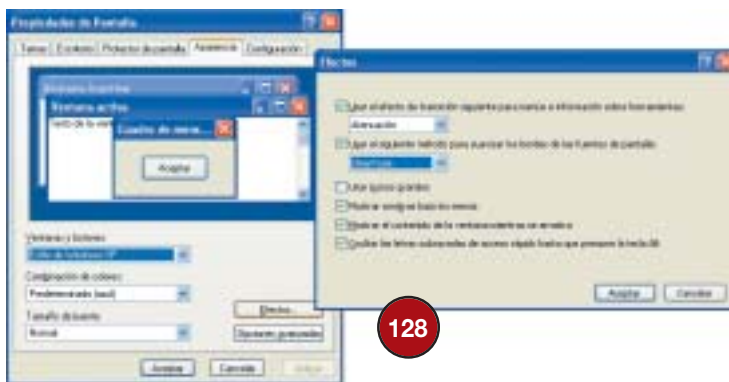 Propiedades de Pantalla
Temas Escritorio Protector de pantalla Apariencia Configuración
Ventana inactiva
Ventana activa
Texto de la vent
Cuadro de mens...
Aceptar
Ventanas y botones:
Estilo de Windows XP
Combinación de colores:
Predeterminado (azul)
Tamaño de fuente:
Normal
Efectos...
Opciones avanzadas
Aceptar Cancelar Aplicar
Efectos
Usar el efecto de transición siguiente para menús e información sobre herramientas:
Atenuación
Usar el siguiente método para suavizar los bordes de las fuentes de pantalla:
ClearType
Usar iconos grandes
Mostrar sombras bajo los menús
Mostrar el contenido de la ventana mientras se arrastra
Ocultar las letras subrayadas de acceso rápido hasta que presione la tecla Alt
Aceptar Cancelar
128